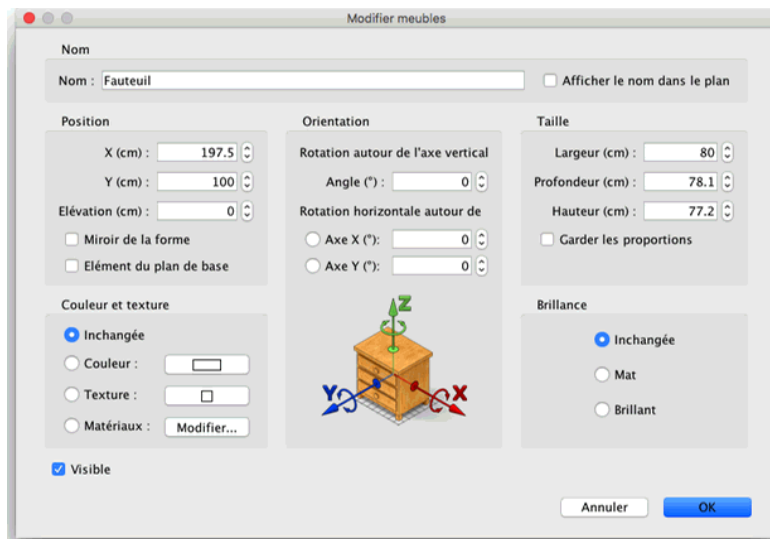 Modifier meubles
Nom
Nom : Fauteuil
Afficher le nom dans le plan
Position
X (cm) : 197.5
Y (cm) : 100
Elévation (cm) : 0
Miroir de la forme
Elément du plan de base
Orientation
Rotation autour de l'axe vertical
Angle (°) : 0
Rotation horizontale autour de
Axe X (°): 0
Axe Y (°): 0
Taille
Largeur (cm) : 80
Profondeur (cm) : 78.1
Hauteur (cm) : 77.2
Garder les proportions
Couleur et texture
Inchangée
Couleur :
Texture :
Matériaux : Modifier...
Z
Y
X
Brillance
Inchangée
Mat
Brillant
Visible
Annuler
OK